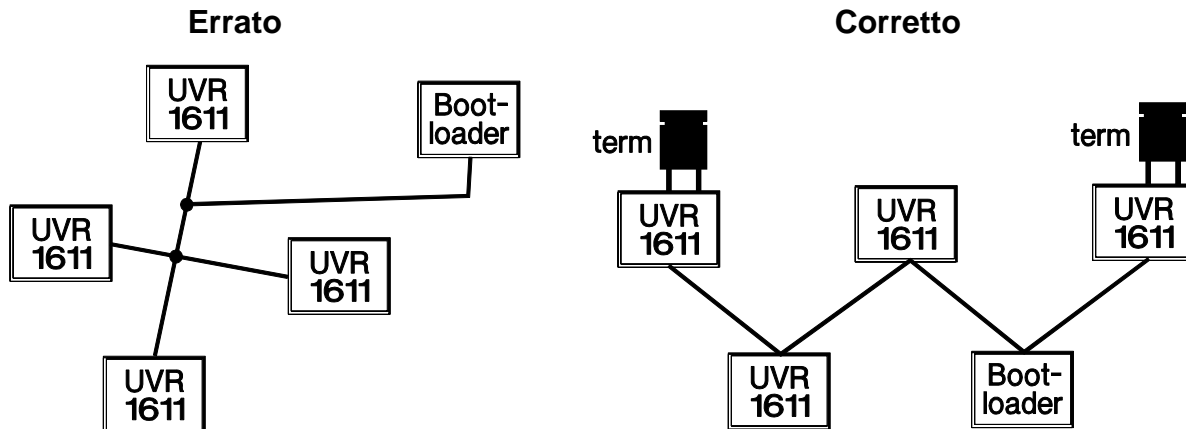 Errato
Corretto
UVR
1611
Boot-
loader
UVR
1611
UVR
1611
UVR
1611
term
UVR
1611
UVR
1611
term
UVR
1611
UVR
1611
Boot-
loader